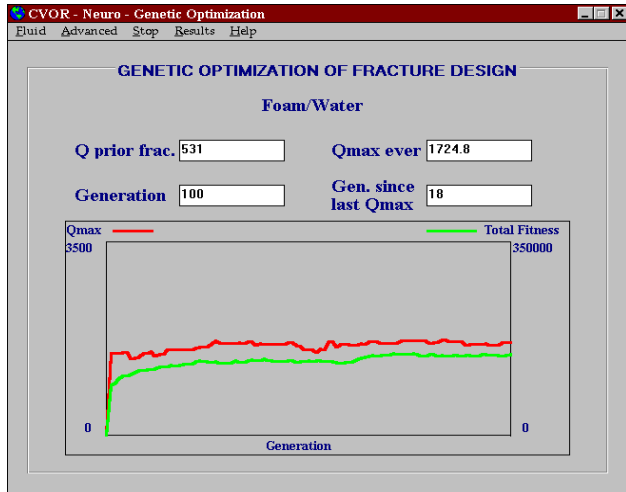 CVOR - Neuro - Genetic Optimization
Fluid Advanced Stop Results Help
GENETIC OPTIMIZATION OF FRACTURE DESIGN
Foam/Water
Q prior frac. 531
Qmax ever 1724.8
Generation 100
Gen. since
last Qmax 18
Qmax
Total Fitness
3500
350000
0
0
Generation